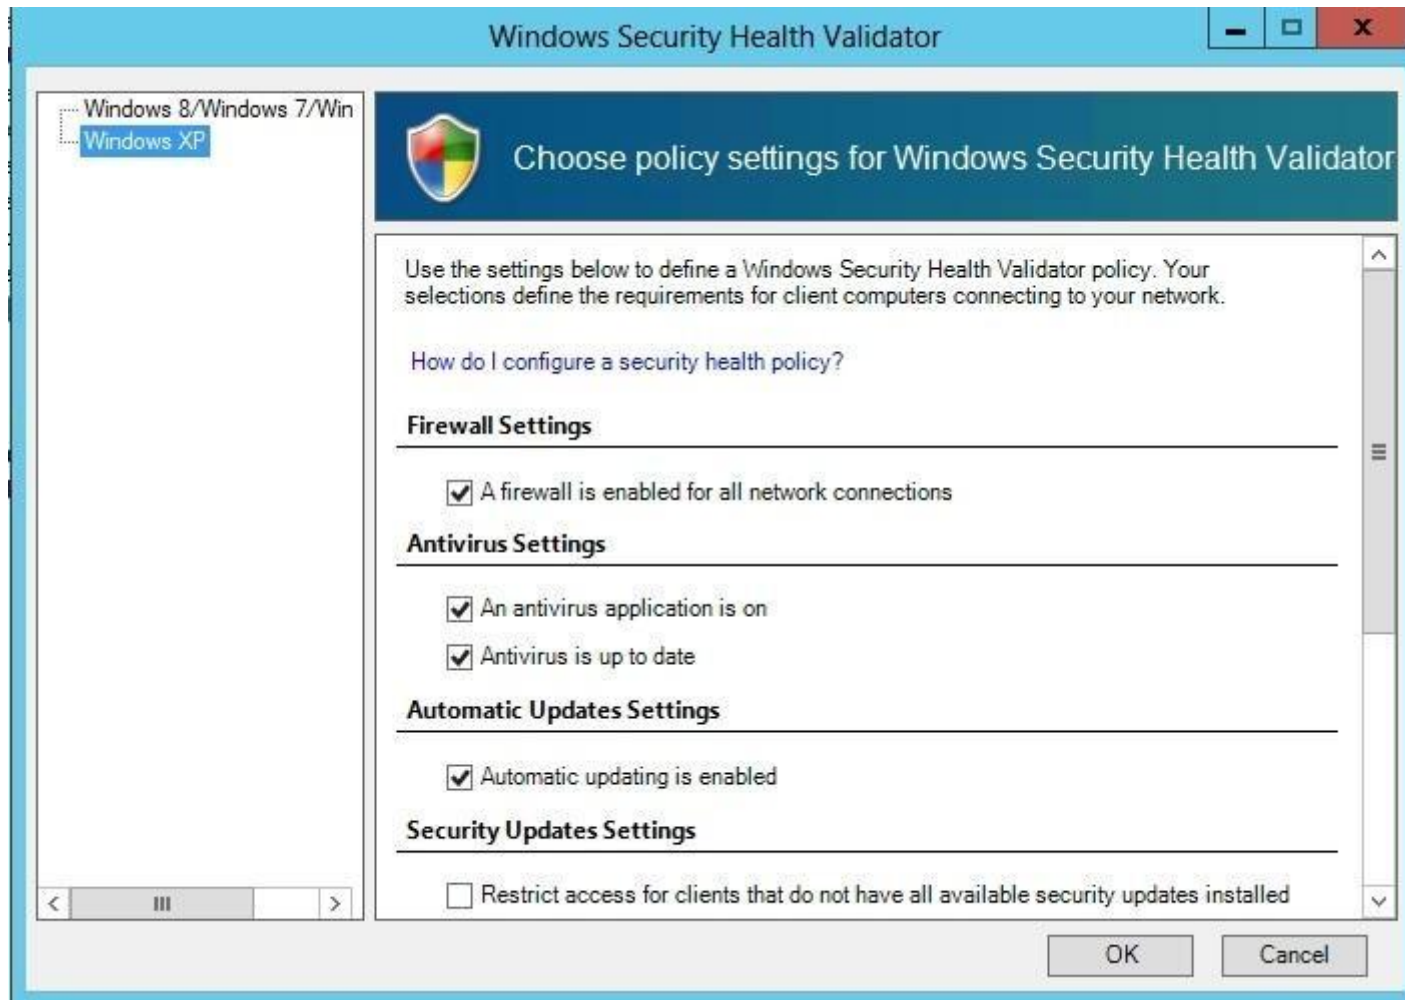 Windows Security Health Validator
Windows 8/Windows 7/Win
Windows XP
Choose policy settings for Windows Security Health Validator
Use the settings below to define a Windows Security Health Validator policy. Your
selections define the requirements for client computers connecting to your network.
How do I configure a security health policy?
Firewall Settings
A firewall is enabled for all network connections
Antivirus Settings
An antivirus application is on
Antivirus is up to date
Automatic Updates Settings
Automatic updating is enabled
Security Updates Settings
Restrict access for clients that do not have all available security updates installed
OK
Cancel